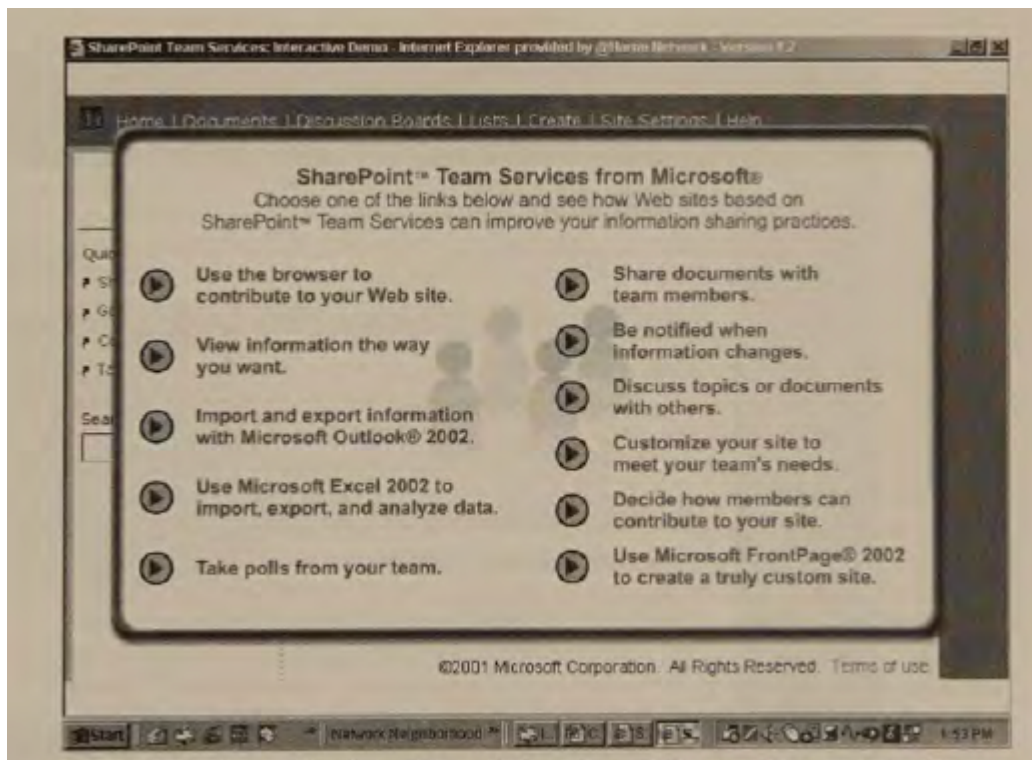 SharePoint Team Services: Interactive Demo - Internet Explorer provided by @Home Network - Version
Home | Documents | Discussion Boards | Lists | Create | Site Settings | Help
SharePoint™ Team Services from Microsoft®
Choose one of the links below and see how Web sites based on
SharePoint™ Team Services can improve your information sharing practices.
Use the browser to
contribute to your Web site.
View information the way
you want.
Import and export information
with Microsoft Outlook® 2002.
Use Microsoft Excel 2002 to
import, export, and analyze data.
Take polls from your team.
Share documents with
team members.
Be notified when
information changes.
Discuss topics or documents
with others.
Customize your site to
meet your team's needs.
Decide how members can
contribute to your site.
Use Microsoft FrontPage® 2002
to create a truly custom site.
Quic
Sh
Co
Sear
©2001 Microsoft Corporation. All Rights Reserved. Terms of use
Start
Network Neighborhood
1:53 PM